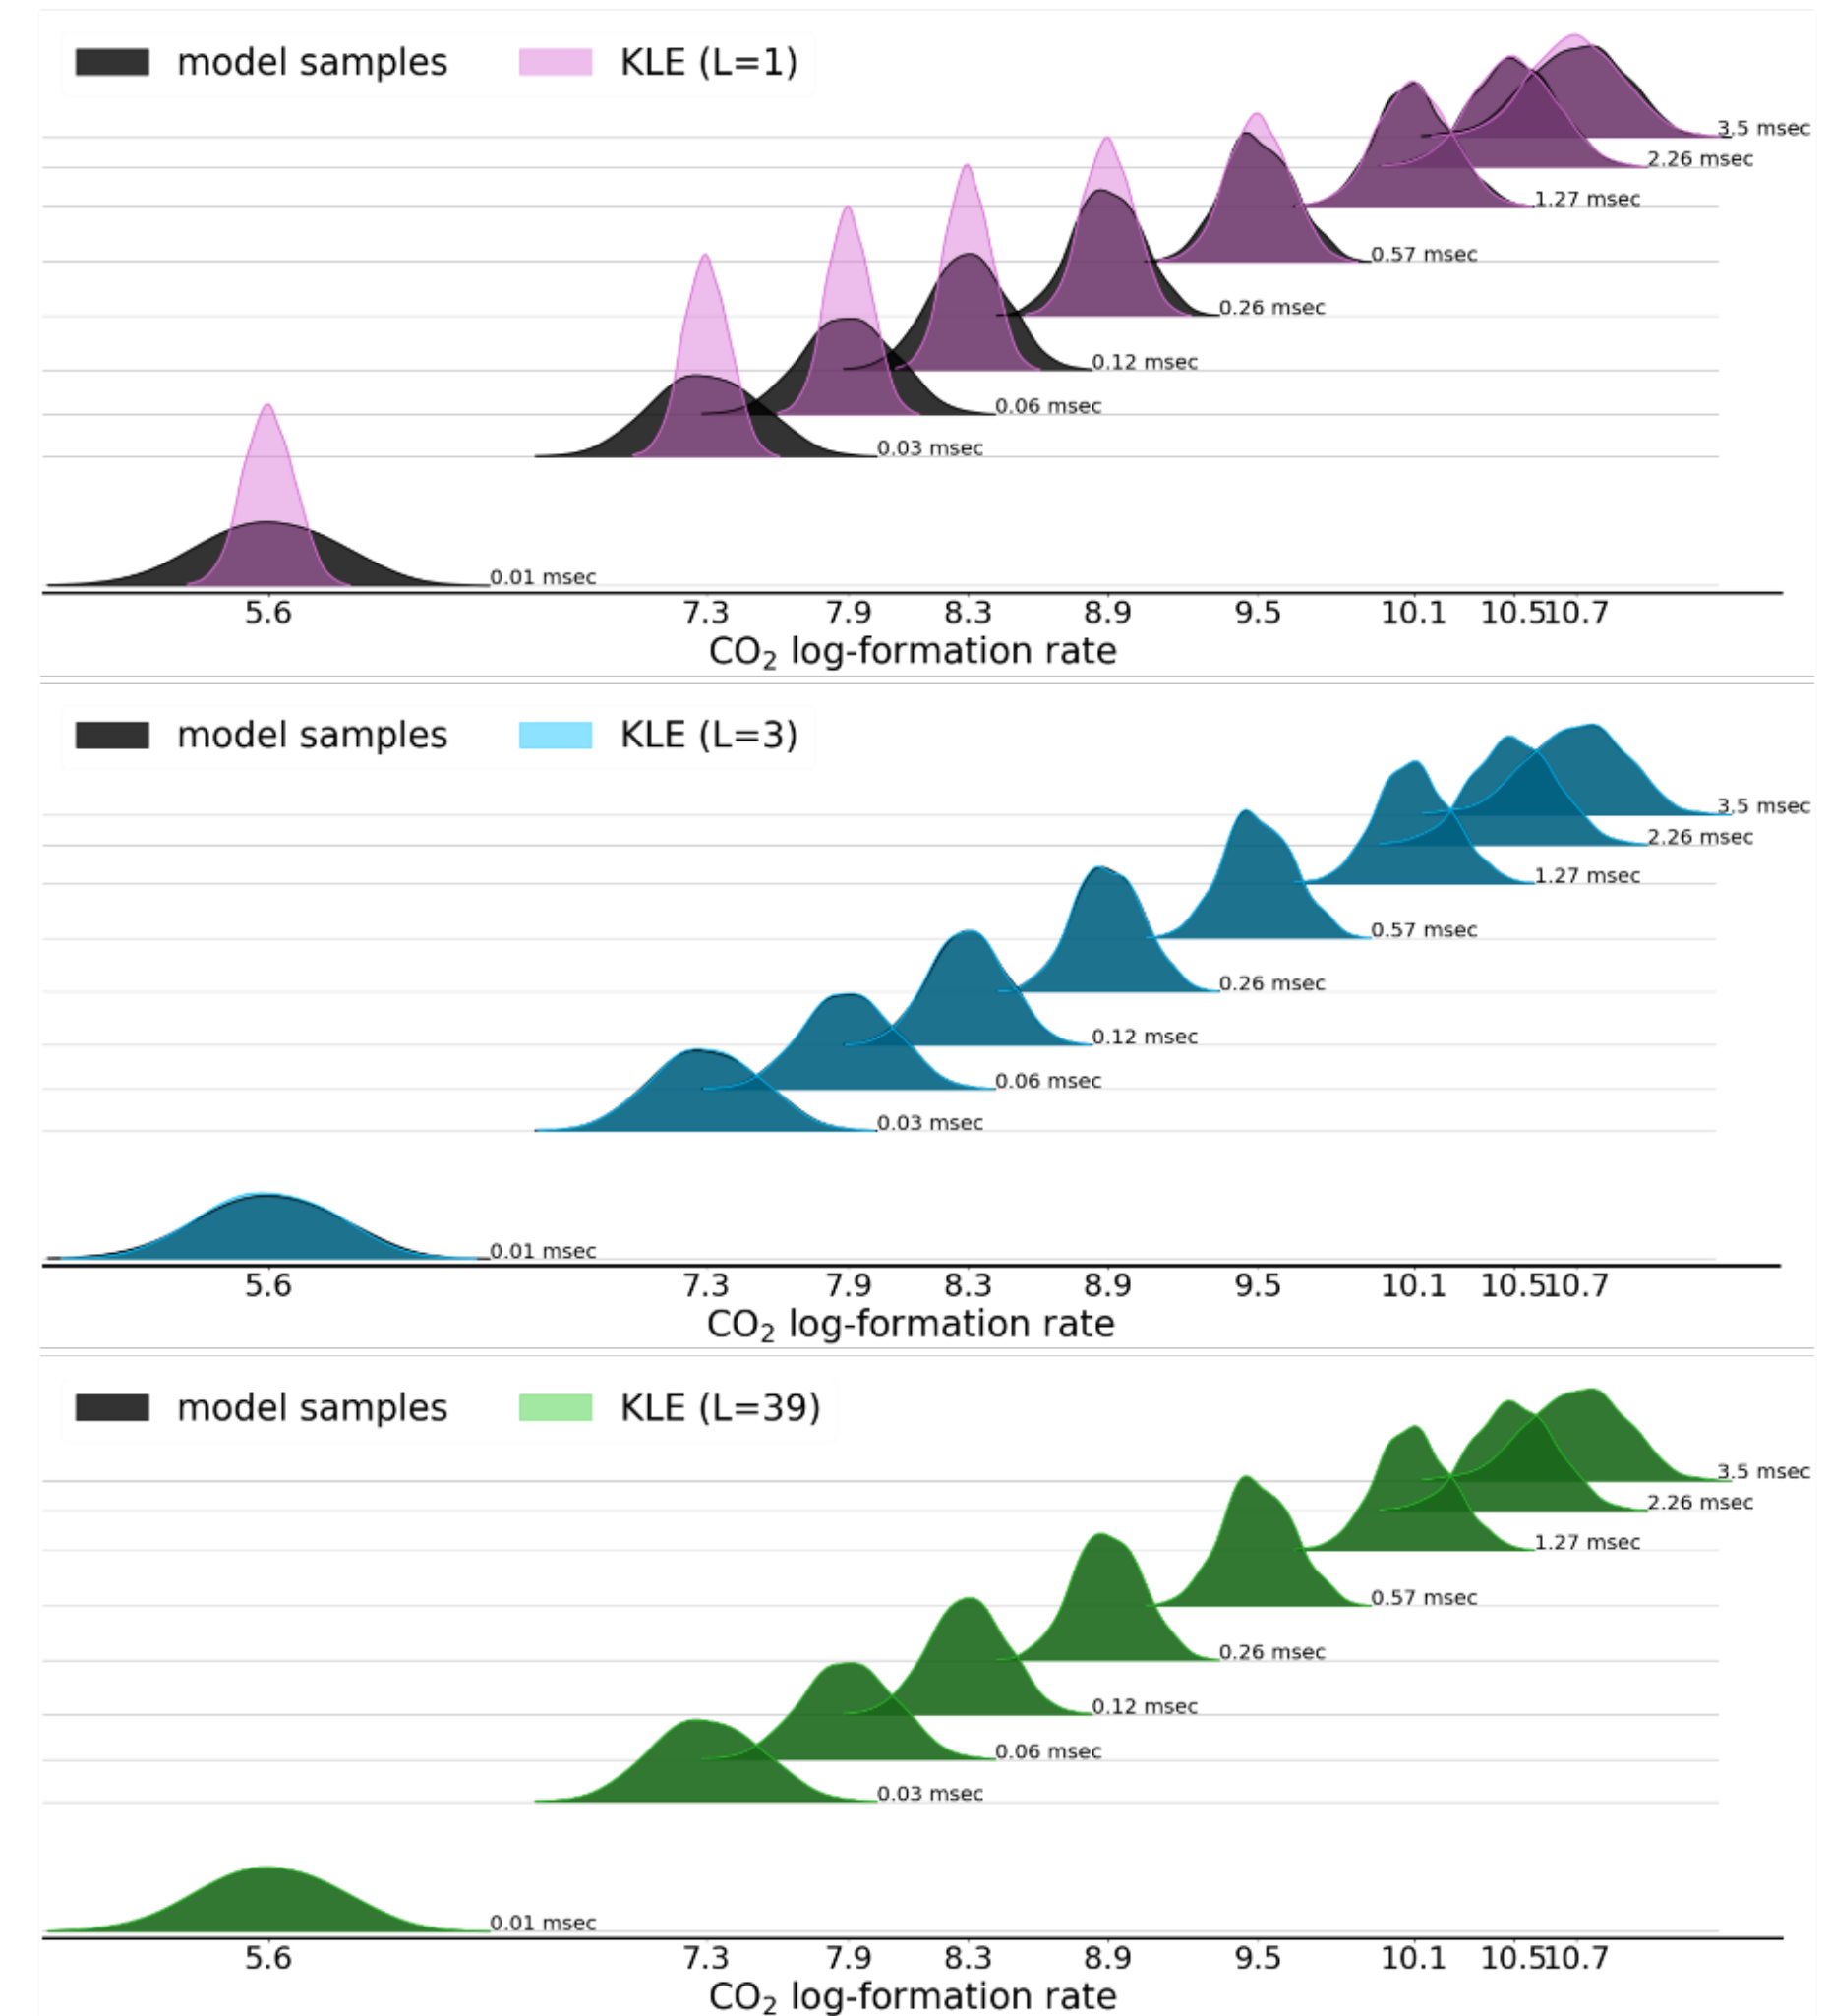 model samples KLE (L=1)
3.5 msec
2.26 msec
1.27 msec
0.57 msec
0.26 msec
0.12 msec
0.06 msec
0.03 msec
0.01 msec
5.6 7.3 7.9 8.3 8.9 9.5 10.1 10.5 10.7
CO₂ log-formation rate
model samples KLE (L=3)
3.5 msec
2.26 msec
1.27 msec
0.57 msec
0.26 msec
0.12 msec
0.06 msec
0.03 msec
0.01 msec
5.6 7.3 7.9 8.3 8.9 9.5 10.1 10.5 10.7
CO₂ log-formation rate
model samples KLE (L=39)
3.5 msec
2.26 msec
1.27 msec
0.57 msec
0.26 msec
0.12 msec
0.06 msec
0.03 msec
0.01 msec
5.6 7.3 7.9 8.3 8.9 9.5 10.1 10.5 10.7
CO₂ log-formation rate